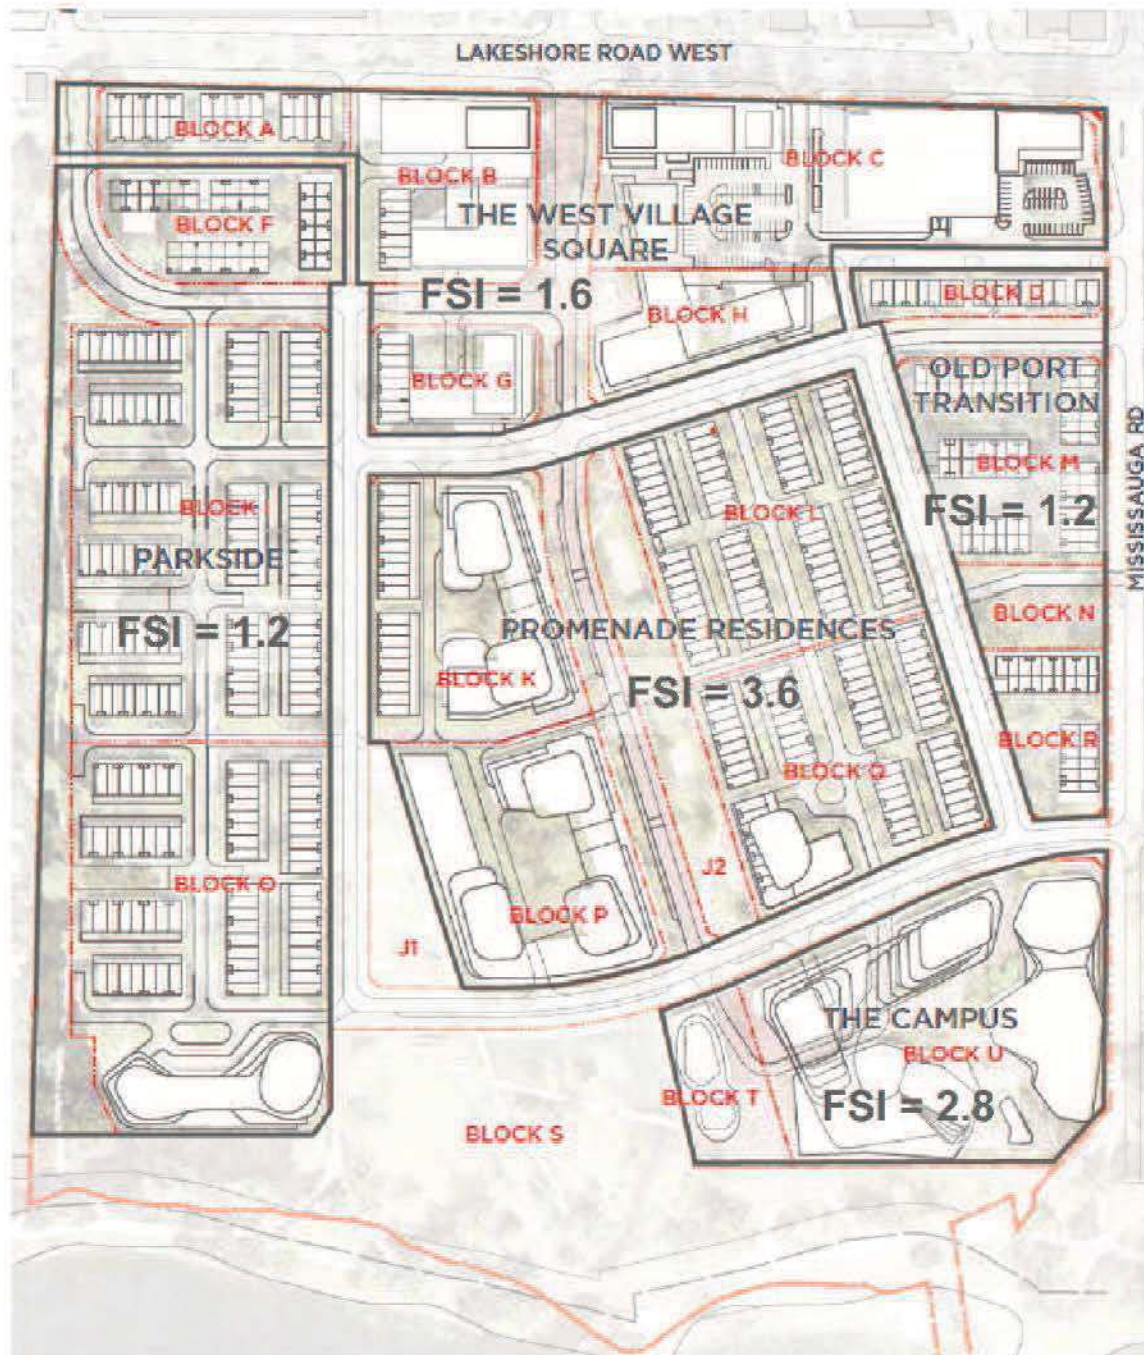 LAKESHORE ROAD WEST
BLOCK A
BLOCK B
BLOCK C
BLOCK F
THE WEST VILLAGE
SQUARE
FSI = 1.6
BLOCK D
BLOCK H
BLOCK G
OLD PORT
TRANSITION
BLOCK M
FSI = 1.2
MISSISSAUGA RD
BLOCK I
BLOCK L
PARKSIDE
FSI = 1.2
BLOCK N
PROMENADE RESIDENCES
BLOCK K
FSI = 3.6
BLOCK R
BLOCK Q
J2
BLOCK O
BLOCK P
J1
THE CAMPUS
BLOCK U
BLOCK T
FSI = 2.8
BLOCK S